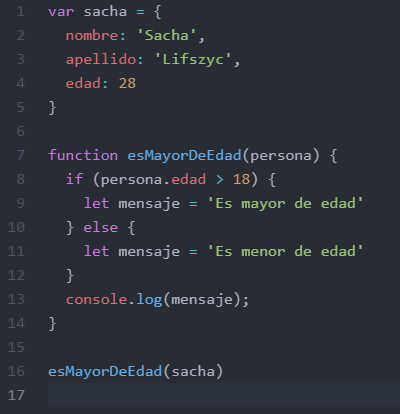 1 var sacha = {
2   nombre: 'Sacha',
3   apellido: 'Lifszyc',
4   edad: 28
5 }
6
7 function esMayorDeEdad(persona) {
8   if (persona.edad > 18) {
9     let mensaje = 'Es mayor de edad'
10   } else {
11     let mensaje = 'Es menor de edad'
12   }
13   console.log(mensaje);
14 }
15
16 esMayorDeEdad(sacha)
17